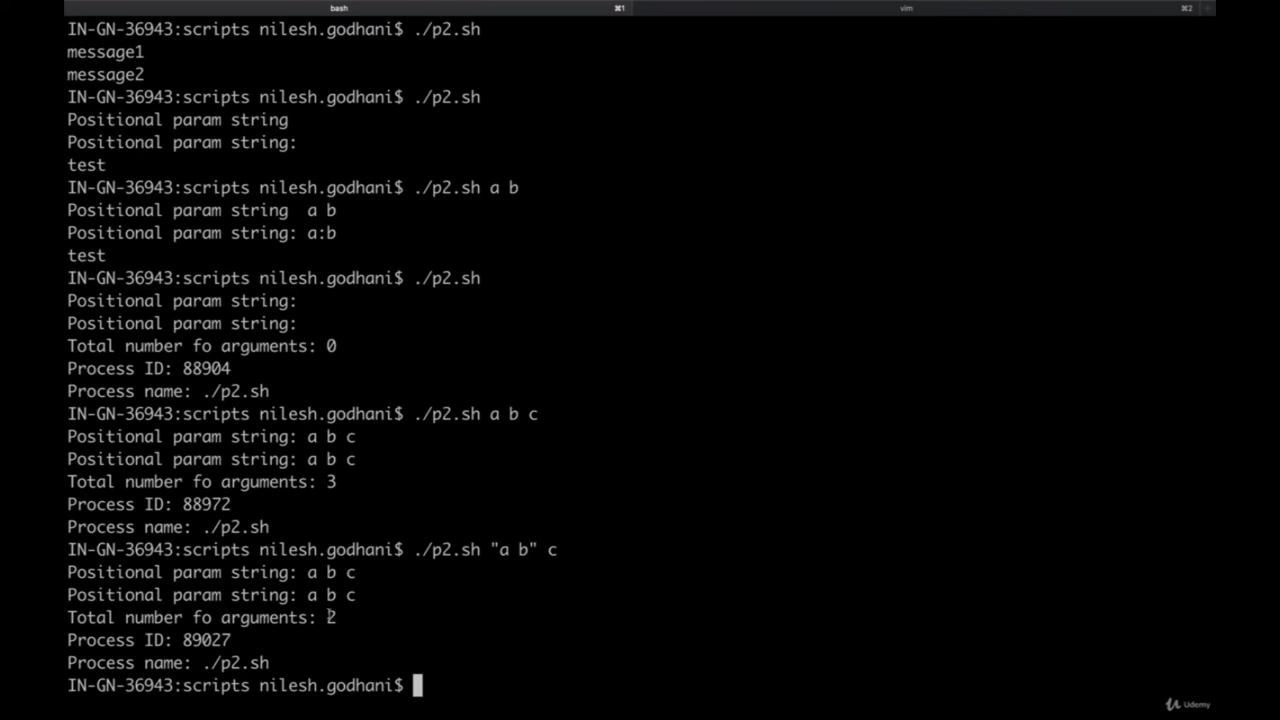 bash ⌘1 vim ⌘2
IN-GN-36943:scripts nilesh.godhani$ ./p2.sh
message1
message2
IN-GN-36943:scripts nilesh.godhani$ ./p2.sh
Positional param string
Positional param string:
test
IN-GN-36943:scripts nilesh.godhani$ ./p2.sh a b
Positional param string  a b
Positional param string: a:b
test
IN-GN-36943:scripts nilesh.godhani$ ./p2.sh
Positional param string:
Positional param string:
Total number fo arguments: 0
Process ID: 88904
Process name: ./p2.sh
IN-GN-36943:scripts nilesh.godhani$ ./p2.sh a b c
Positional param string: a b c
Positional param string: a b c
Total number fo arguments: 3
Process ID: 88972
Process name: ./p2.sh
IN-GN-36943:scripts nilesh.godhani$ ./p2.sh "a b" c
Positional param string: a b c
Positional param string: a b c
Total number fo arguments: 2
Process ID: 89027
Process name: ./p2.sh
IN-GN-36943:scripts nilesh.godhani$
Udemy